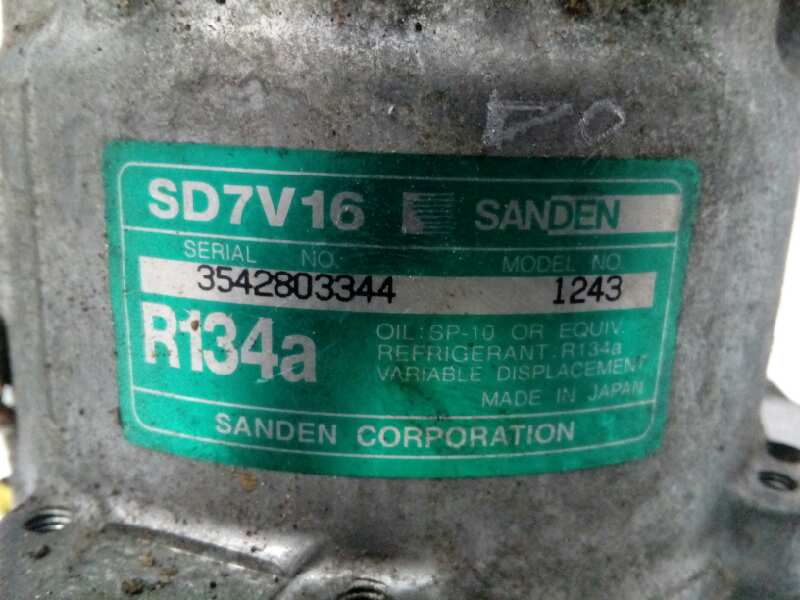 SD7V16 SANDEN
SERIAL NO. MODEL NO.
3542803344 1243
R134a
OIL: SP-10 OR EQUIV.
REFRIGERANT: R134a
VARIABLE DISPLACEMENT
MADE IN JAPAN
SANDEN CORPORATION